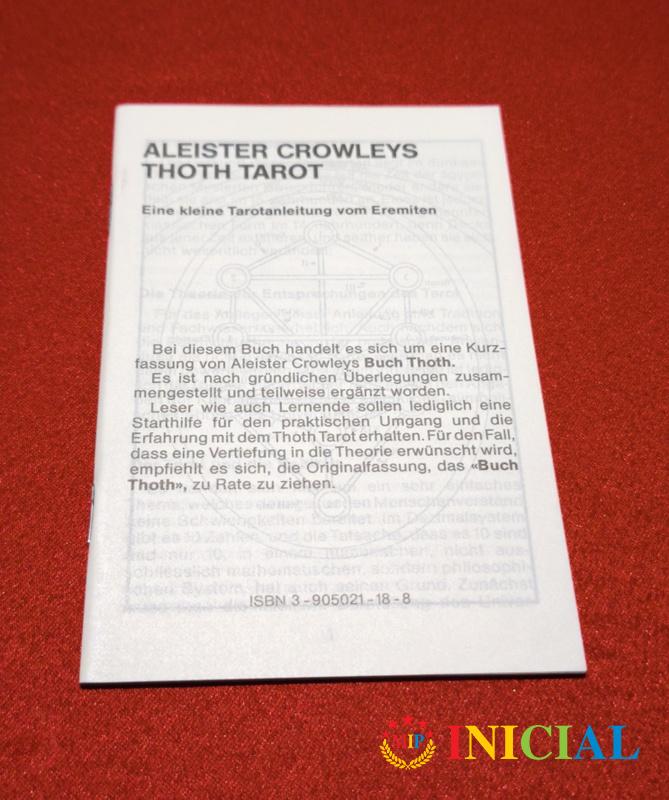 ALEISTER CROWLEYS
THOTH TAROT
Eine kleine Tarotanleitung vom Eremiten
Bei diesem Buch handelt es sich um eine Kurz-
fassung von Aleister Crowleys Buch Thoth.
Es ist nach gründlichen Überlegungen zusam-
mengestellt und teilweise ergänzt worden.
Leser wie auch Lernende sollen lediglich eine
Starthilfe für den praktischen Umgang und die
Erfahrung mit dem Thoth Tarot erhalten. Für den Fall,
dass eine Vertiefung in die Theorie erwünscht wird,
empfiehlt es sich, die Originalfassung, das «Buch
Thoth», zu Rate zu ziehen.
ISBN 3-905021-18-8
MIP INICIAL